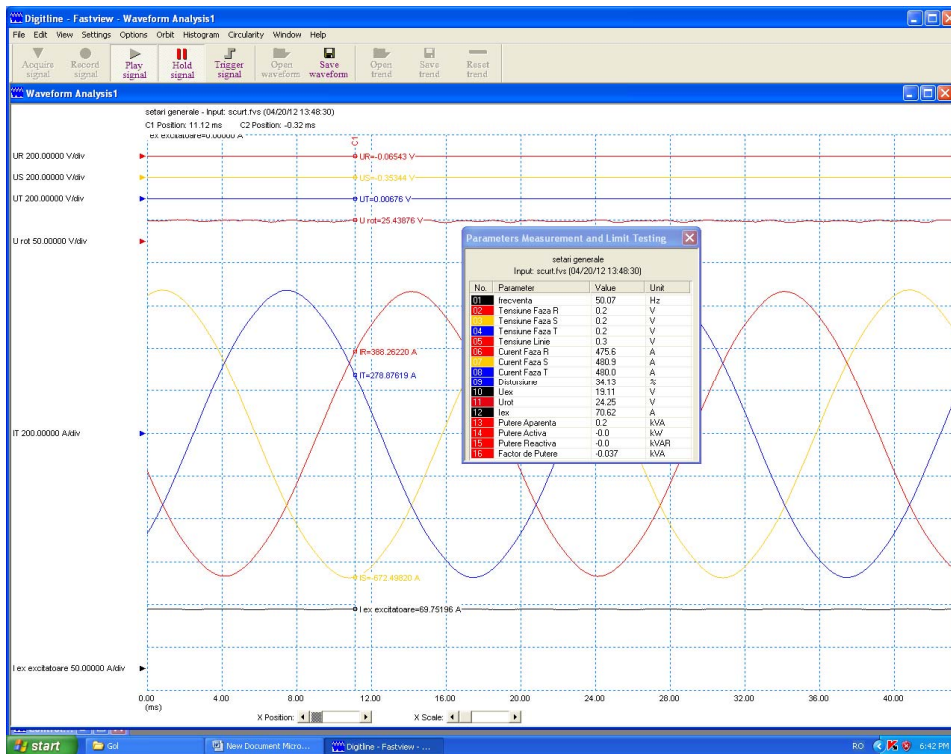 Digitline - Fastview - Waveform Analysis1
File Edit View Settings Options Orbit Histogram Circularity Window Help
Acquire signal
Record signal
Play signal
Hold signal
Trigger signal
Open waveform
Save waveform
Open trend
Save trend
Reset trend
Waveform Analysis1
setari generale - Input: scurt.fvs (04/20/12 13:48:30)
C1 Position: 11.12 ms C2 Position: -0.32 ms
C1
UR 200.00000 V/div
UR=-0.06543 V
US 200.00000 V/div
US=-0.35344 V
UT 200.00000 V/div
UT=0.00676 V
U rot=25.43876 V
U rot 50.00000 V/div
Parameters Measurement and Limit Testing
setari generale
Input: scurt.fvs (04/20/12 13:48:30)
No. Parameter Value Unit
01 frecventa 50.07 Hz
02 Tensiune Faza R 0.2 V
03 Tensiune Faza S 0.2 V
04 Tensiune Faza T 0.2 V
05 Tensiune Linie 0.3 V
06 Curent Faza R 475.6 A
07 Curent Faza S 480.9 A
08 Curent Faza T 480.0 A
09 Distorsiune 34.13 %
10 Uex 19.11 V
11 Urot 24.25 V
12 Iex 70.62 A
13 Putere Aparenta 0.2 kVA
14 Putere Activa -0.0 kW
15 Putere Reactiva -0.0 kVAR
16 Factor de Putere -0.037 kVA
IR=388.26220 A
IT=278.87619 A
IT 200.00000 A/div
IS=-672.49820 A
I ex excitatoare=69.75196 A
I ex excitatoare 50.00000 A/div
0.00 4.00 8.00 12.00 16.00 20.00 24.00 28.00 32.00 36.00 40.00
(ms)
X Position: X Scale:
start Gol New Document Micro... Digitline - Fastview - ... RO 6:42 PM